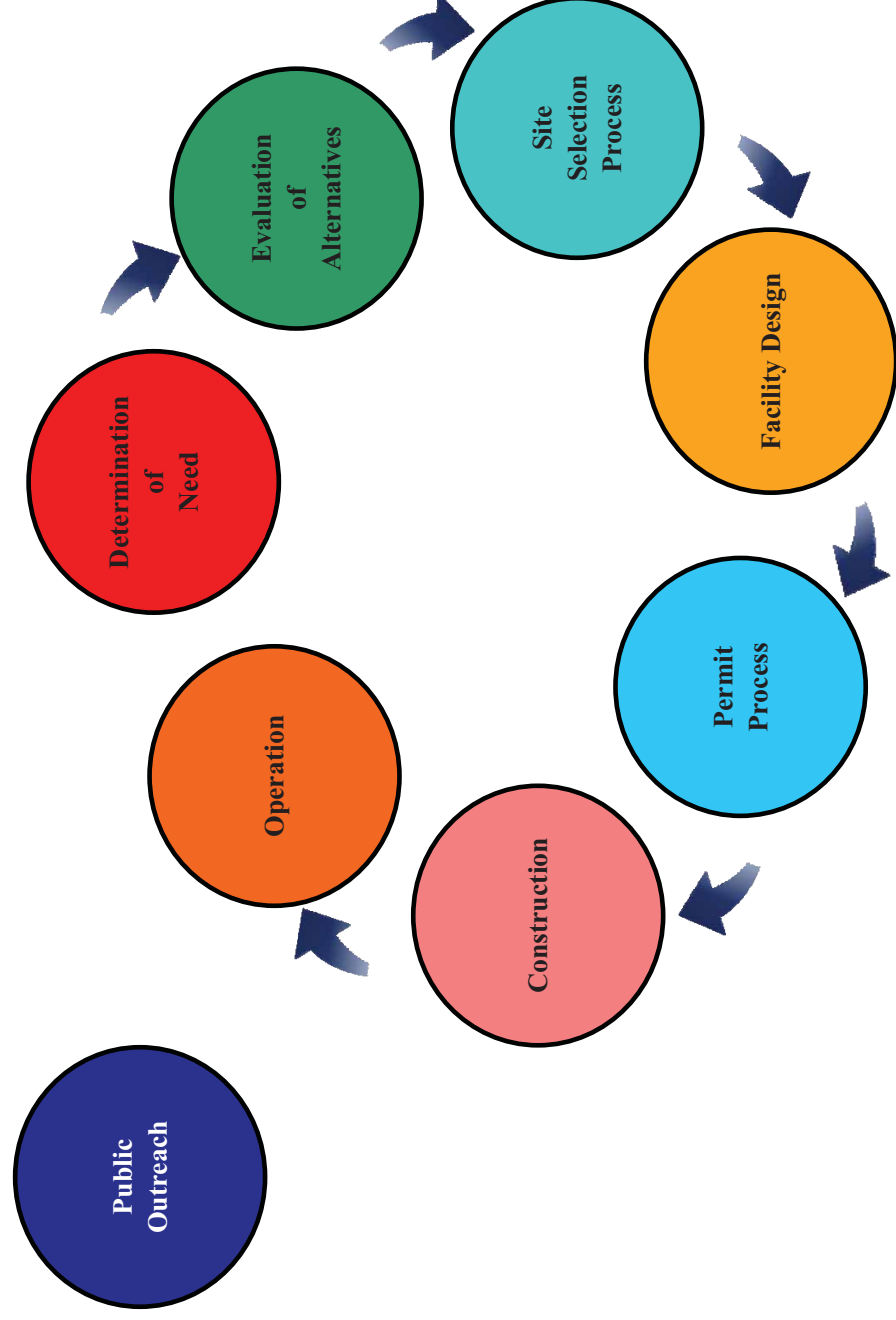 Public
Outreach
Determination
of
Need
Evaluation
of
Alternatives
Site
Selection
Process
Facility Design
Permit
Process
Construction
Operation